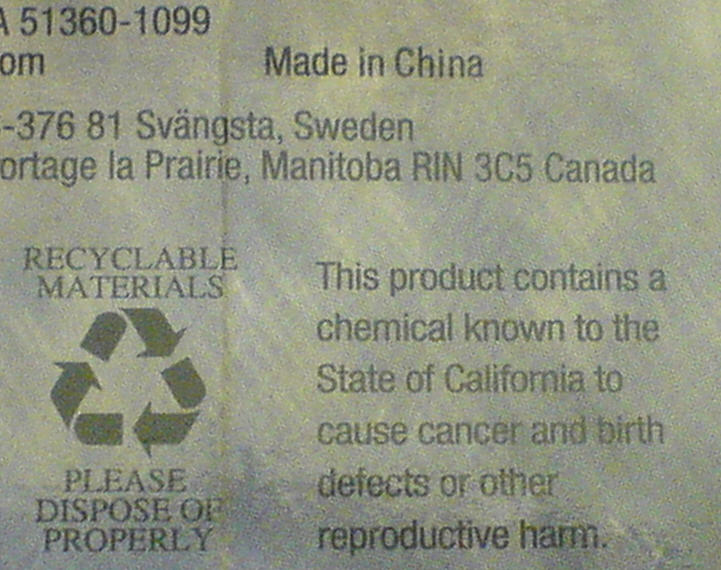 A 51360-1099
om Made in China
-376 81 Svängsta, Sweden
ortage la Prairie, Manitoba RIN 3C5 Canada
RECYCLABLE
MATERIALS
PLEASE
DISPOSE OF
PROPERLY
This product contains a
chemical known to the
State of California to
cause cancer and birth
defects or other
reproductive harm.